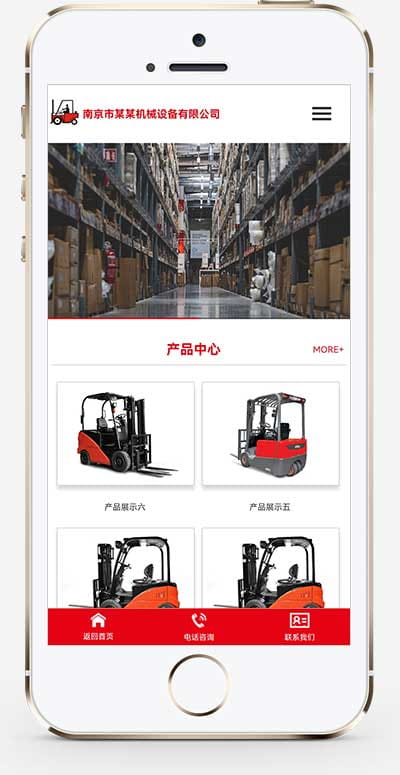 南京市某某机械设备有限公司
产品中心
MORE+
产品展示六
产品展示五
返回首页
电话咨询
联系我们